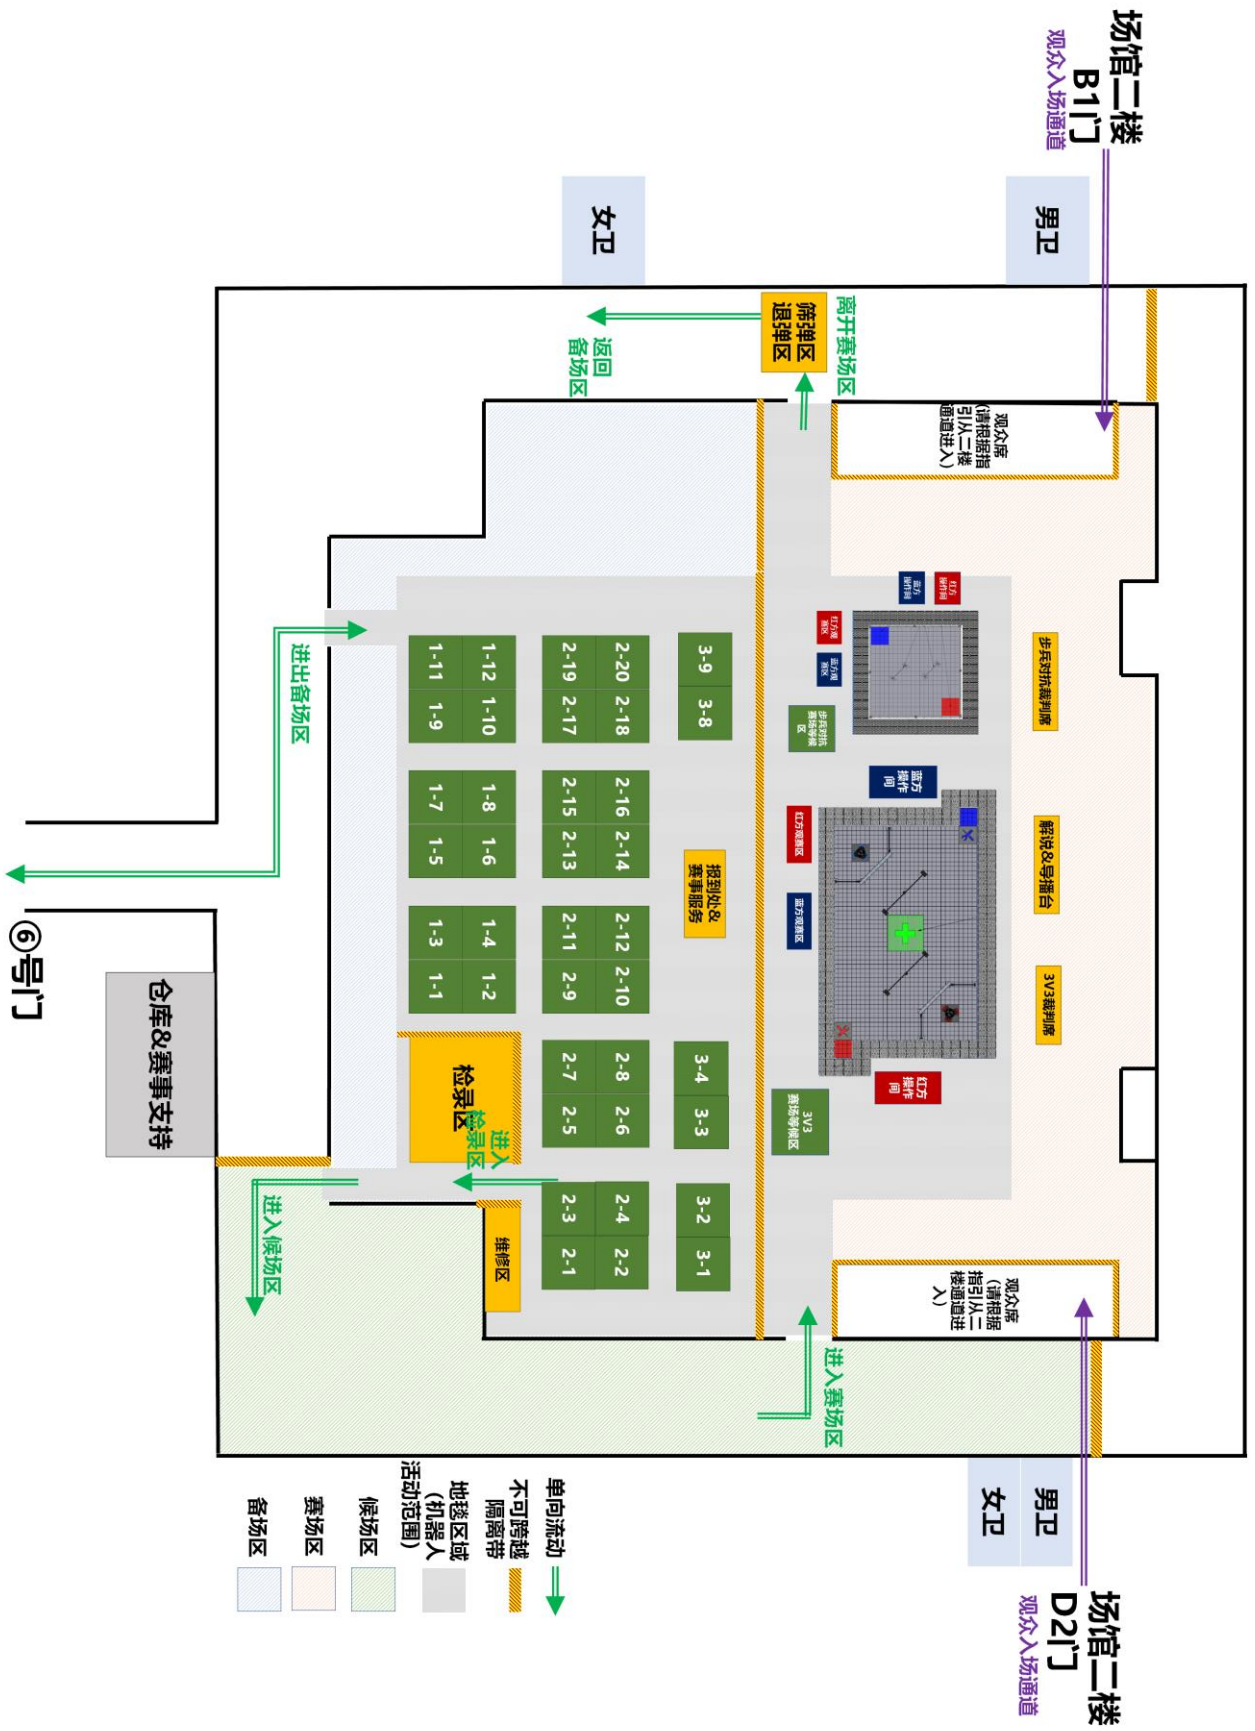 场馆二楼
B1门
观众入场通道
场馆二楼
D2门
观众入场通道
男卫
女卫
男卫
女卫
观众席
(请根据指
引从二楼
通道进入)
观众席
(请根据
指引从二
楼通道进
入)
步兵对抗裁判席
解说&导播台
3V3裁判席
红方
操作间
蓝方
操作间
红方观
赛区
蓝方观
赛区
步兵对抗
赛场等候
区
蓝方
操作
间
红方
操作
间
红方观赛区
蓝方观赛区
3V3
赛场等候区
离开赛场区
筛弹区
退弹区
返回
备场区
进入赛场区
3-9
3-8
报到处&
赛事服务
3-4
3-3
3-2
3-1
2-20
2-18
2-16
2-14
2-12
2-10
2-8
2-6
2-4
2-2
2-19
2-17
2-15
2-13
2-11
2-9
2-7
2-5
2-3
2-1
1-12
1-10
1-8
1-6
1-4
1-2
1-11
1-9
1-7
1-5
1-3
1-1
检录区
进入
检录区
维修区
进出备场区
进入候场区
仓库&赛事支持
⑥号门
单向流动
不可跨越
隔离带
地毯区域
(机器人
活动范围)
候场区
赛场区
备场区